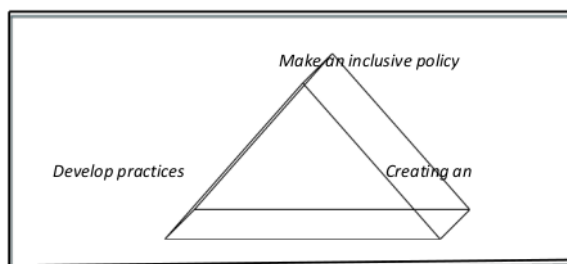 Make an inclusive policy
Develop practices
Creating an